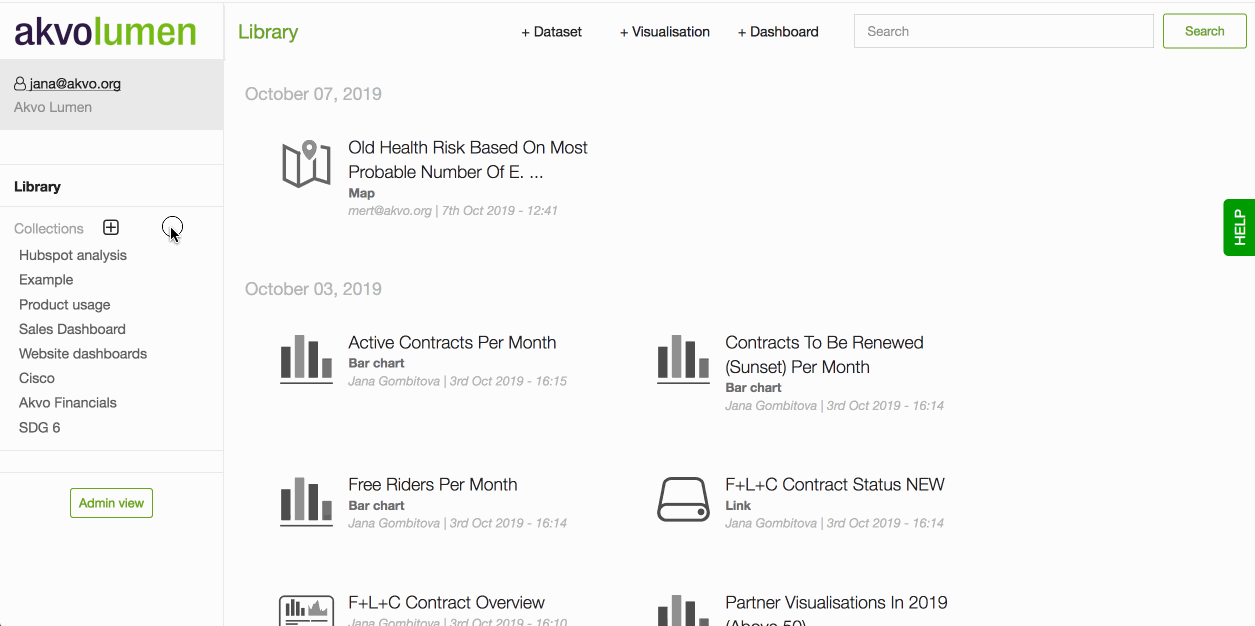 akvolumen
Library
+ Dataset
+ Visualisation
+ Dashboard
Search
Search
jana@akvo.org
Akvo Lumen
Library
Collections
Hubspot analysis
Example
Product usage
Sales Dashboard
Website dashboards
Cisco
Akvo Financials
SDG 6
Admin view
October 07, 2019
Old Health Risk Based On Most
Probable Number Of E. ...
Map
mert@akvo.org | 7th Oct 2019 - 12:41
HELP
October 03, 2019
Active Contracts Per Month
Bar chart
Jana Gombitova | 3rd Oct 2019 - 16:15
Contracts To Be Renewed
(Sunset) Per Month
Bar chart
Jana Gombitova | 3rd Oct 2019 - 16:14
Free Riders Per Month
Bar chart
Jana Gombitova | 3rd Oct 2019 - 16:14
F+L+C Contract Status NEW
Link
Jana Gombitova | 3rd Oct 2019 - 16:14
F+L+C Contract Overview
Jana Gombitova | 3rd Oct 2019 - 16:10
Partner Visualisations In 2019
(Above 50)